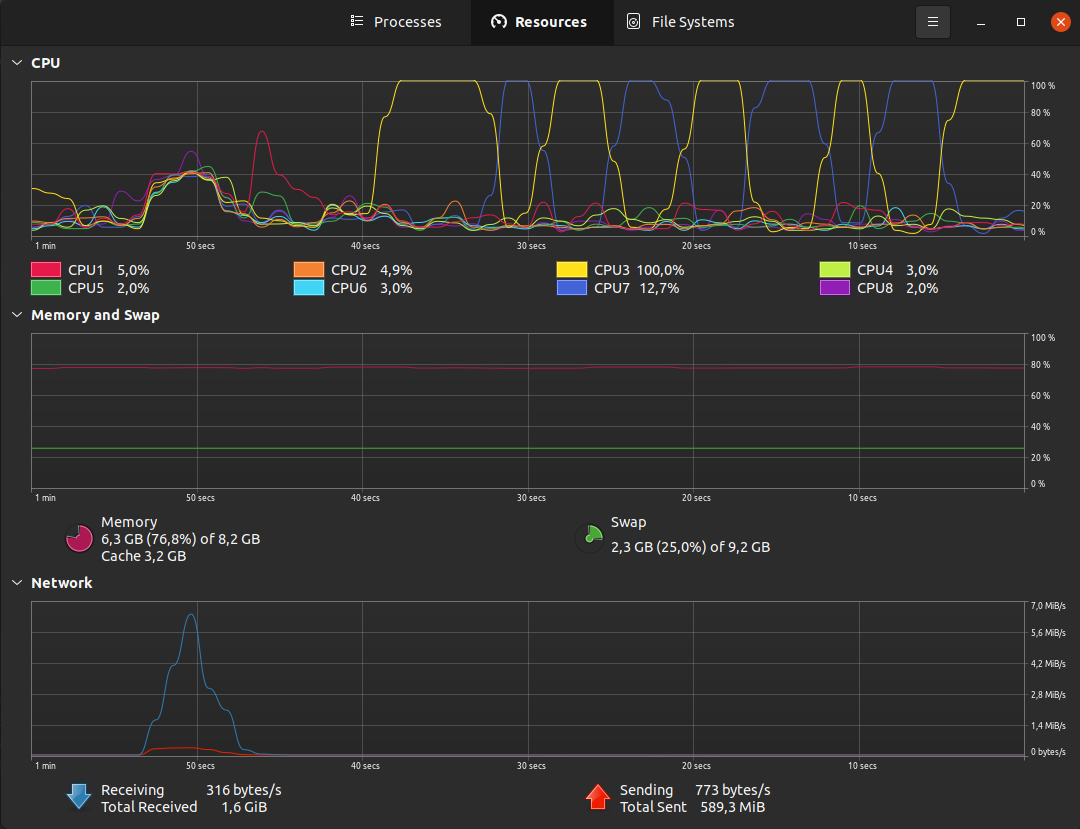 Processes Resources File Systems
CPU
100 %
80 %
60 %
40 %
20 %
0 %
1 min 50 secs 40 secs 30 secs 20 secs 10 secs
CPU1 5,0% CPU2 4,9% CPU3 100,0% CPU4 3,0%
CPU5 2,0% CPU6 3,0% CPU7 12,7% CPU8 2,0%
Memory and Swap
100 %
80 %
60 %
40 %
20 %
0 %
1 min 50 secs 40 secs 30 secs 20 secs 10 secs
Memory
6,3 GB (76,8%) of 8,2 GB
Cache 3,2 GB
Swap
2,3 GB (25,0%) of 9,2 GB
Network
7,0 MiB/s
5,6 MiB/s
4,2 MiB/s
2,8 MiB/s
1,4 MiB/s
0 bytes/s
1 min 50 secs 40 secs 30 secs 20 secs 10 secs
Receiving 316 bytes/s
Total Received 1,6 GiB
Sending 773 bytes/s
Total Sent 589,3 MiB